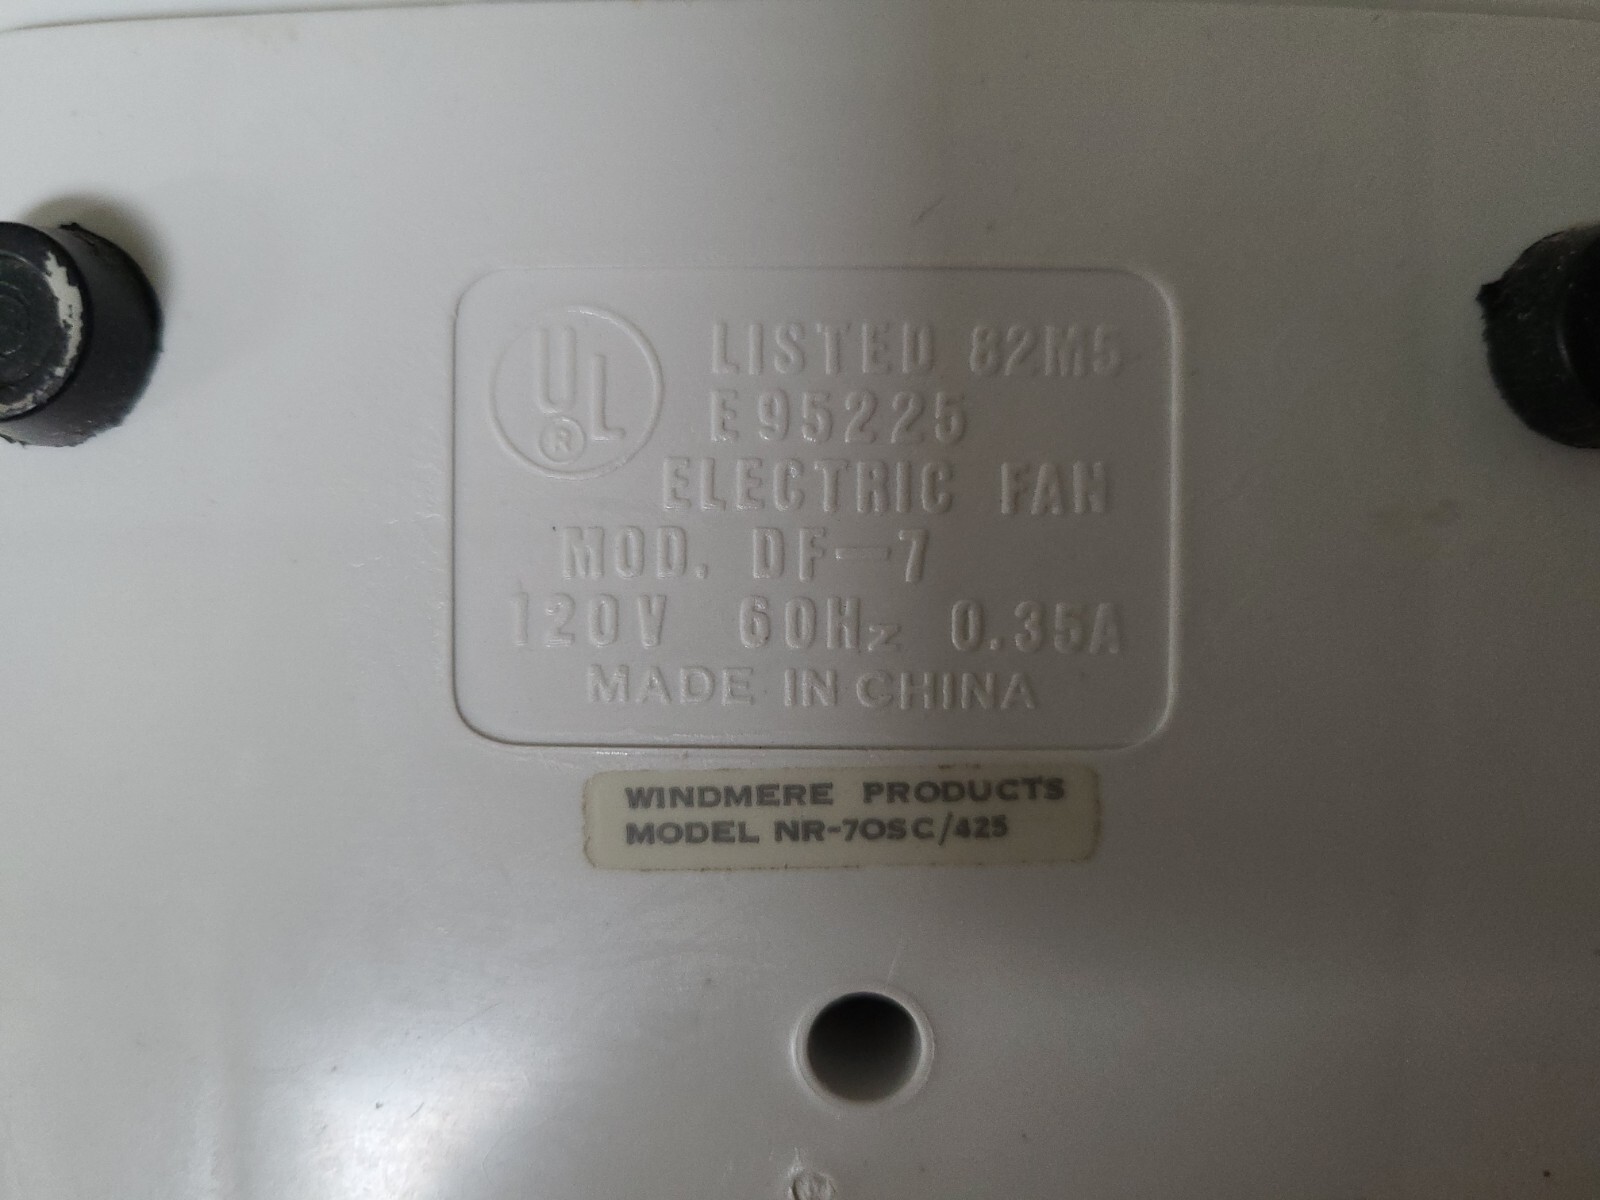 UL®
LISTED 82M5
E95225
ELECTRIC FAN
MOD. DF-7
120V 60Hz 0.35A
MADE IN CHINA
WINDMERE PRODUCTS
MODEL NR-70SC/425